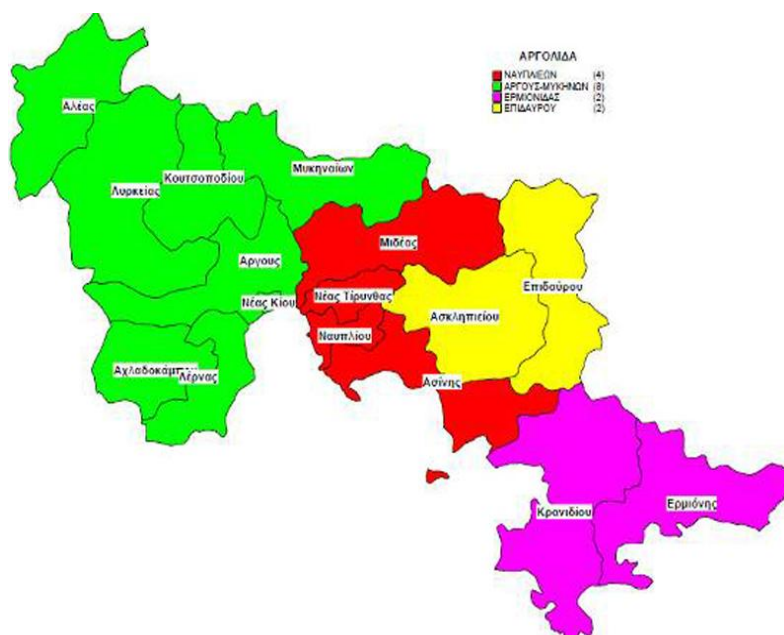 ΑΡΓΟΛΙΔΑ
ΝΑΥΠΛΙΕΩΝ (4)
ΑΡΓΟΥΣ-ΜΥΚΗΝΩΝ (8)
ΕΡΜΙΟΝΙΔΑΣ (2)
ΕΠΙΔΑΥΡΟΥ (2)
Αλέας
Μυκηναίων
Κουτσοποδίου
Λυρκείας
Μιδέας
Αργους
Επιδαύρου
Νέας Κίου
Νέας Τίρυνθας
Ασκληπιείου
Ναυπλίου
Λέρνας
Ασίνης
Ερμιόνης
Κρανιδίου